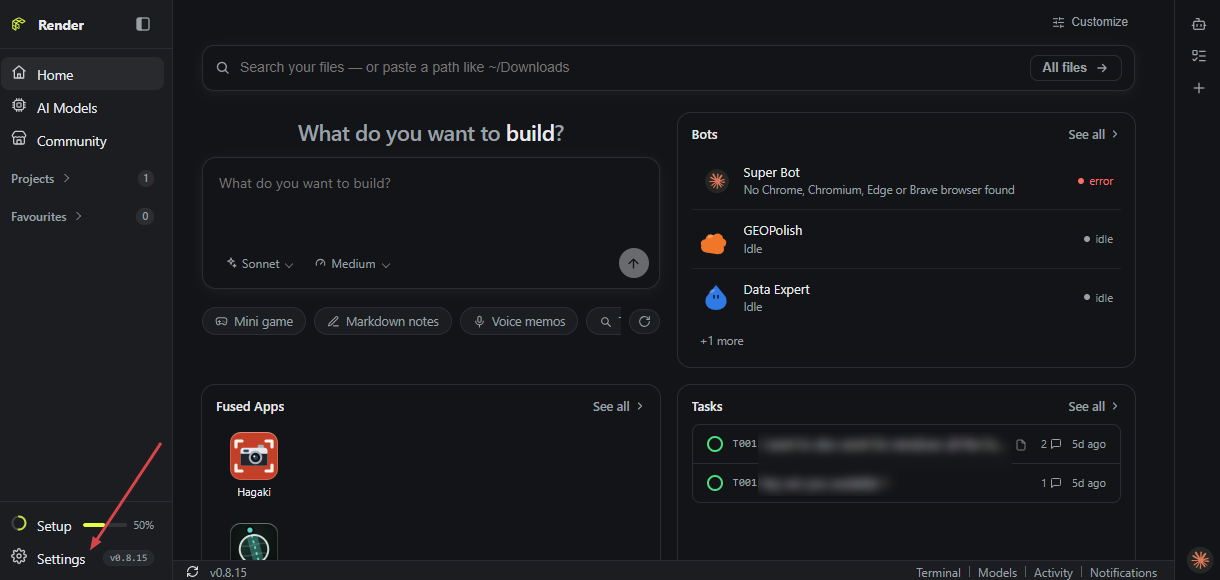 Render
Home
AI Models
Community
Projects 1
Favourites 0
Setup 50%
Settings v0.8.15
Customize
Search your files — or paste a path like ~/Downloads
All files
What do you want to build?
What do you want to build?
Sonnet Medium
Mini game Markdown notes Voice memos
Bots See all
Super Bot
No Chrome, Chromium, Edge or Brave browser found
error
GEOPolish
Idle
idle
Data Expert
Idle
idle
+1 more
Fused Apps See all
Hagaki
Tasks See all
T001 2 5d ago
T001 1 5d ago
v0.8.15
Terminal Models Activity Notifications